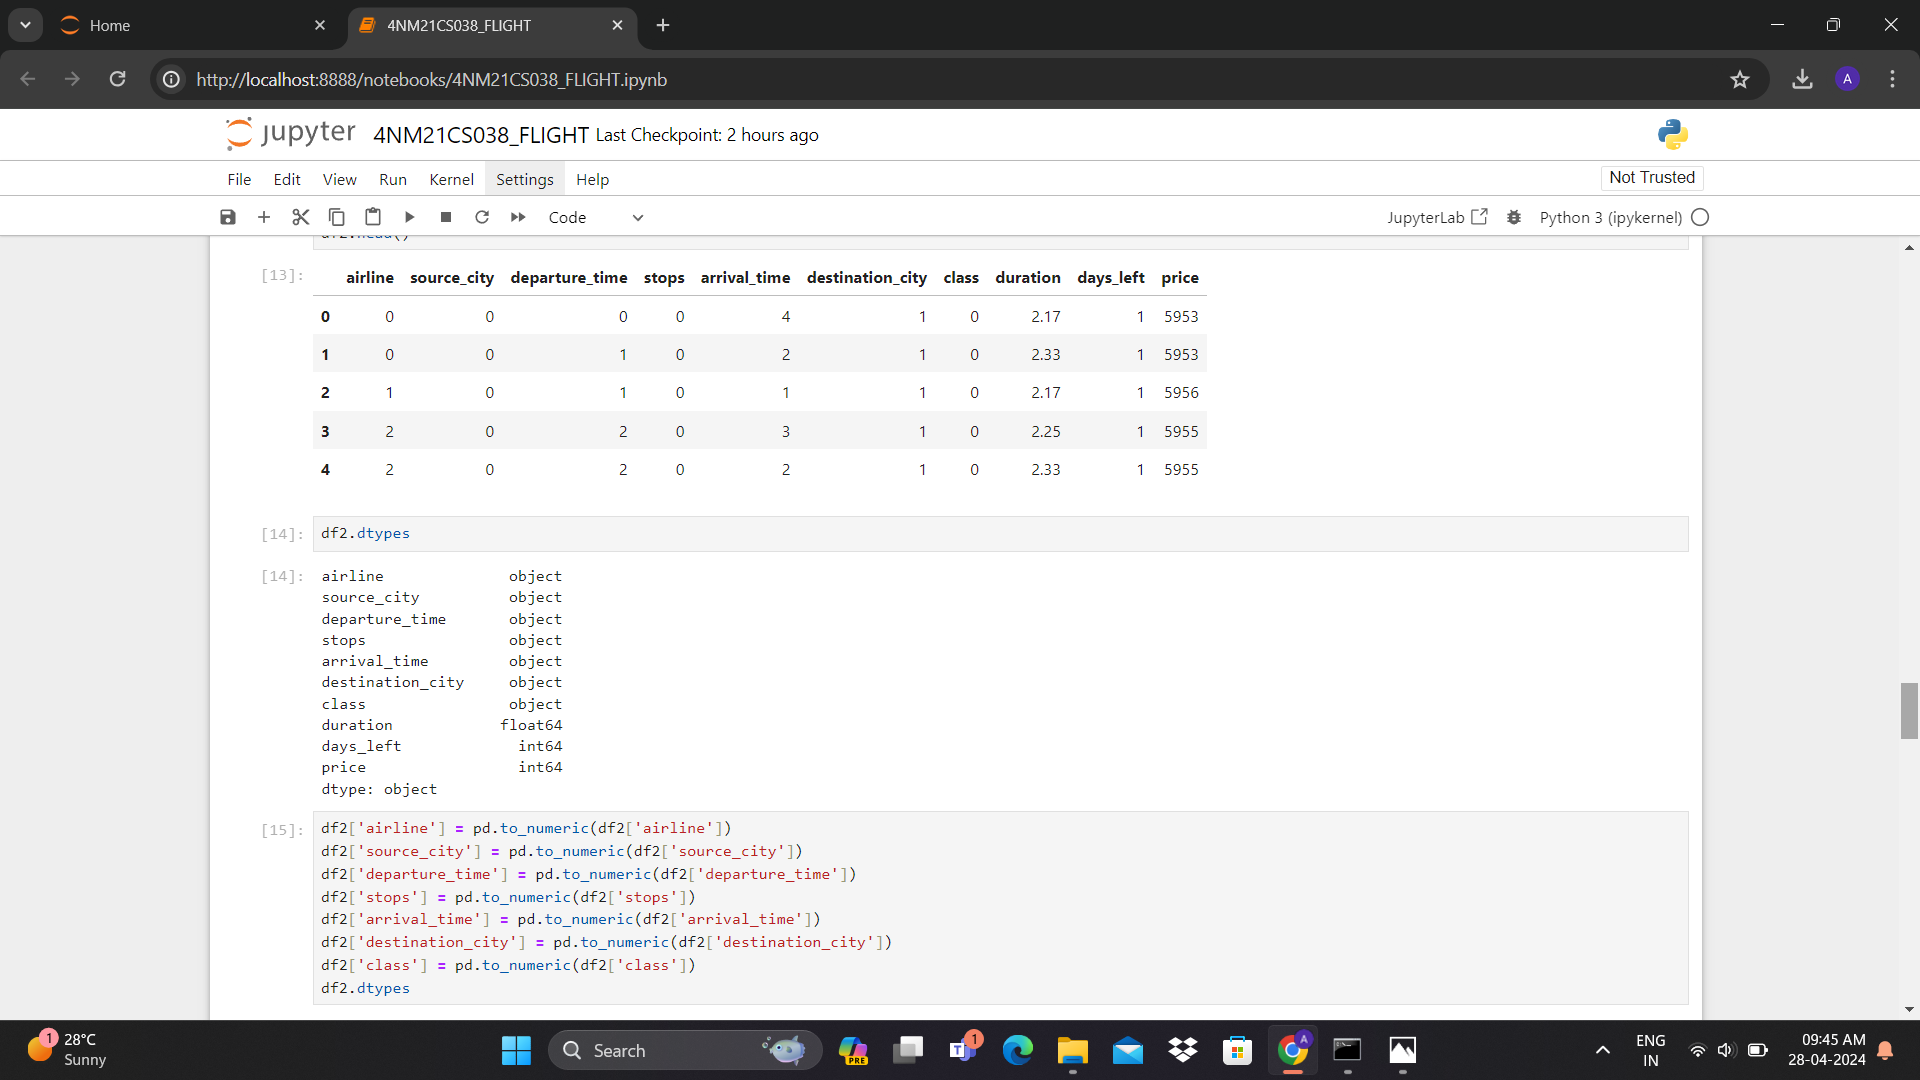 Home
4NM21CS038_FLIGHT
http://localhost:8888/notebooks/4NM21CS038_FLIGHT.ipynb
A
jupyter 4NM21CS038_FLIGHT Last Checkpoint: 2 hours ago
File Edit View Run Kernel Settings Help
Not Trusted
Code
JupyterLab
Python 3 (ipykernel)
df2.head()
[13]:
airline source_city departure_time stops arrival_time destination_city class duration days_left price
0 0 0 0 0 4 1 0 2.17 1 5953
1 0 0 1 0 2 1 0 2.33 1 5953
2 1 0 1 0 1 1 0 2.17 1 5956
3 2 0 2 0 3 1 0 2.25 1 5955
4 2 0 2 0 2 1 0 2.33 1 5955
[14]: df2.dtypes
[14]: airline object
source_city object
departure_time object
stops object
arrival_time object
destination_city object
class object
duration float64
days_left int64
price int64
dtype: object
[15]: df2['airline'] = pd.to_numeric(df2['airline'])
df2['source_city'] = pd.to_numeric(df2['source_city'])
df2['departure_time'] = pd.to_numeric(df2['departure_time'])
df2['stops'] = pd.to_numeric(df2['stops'])
df2['arrival_time'] = pd.to_numeric(df2['arrival_time'])
df2['destination_city'] = pd.to_numeric(df2['destination_city'])
df2['class'] = pd.to_numeric(df2['class'])
df2.dtypes
1
28°C
Sunny
Search
PRE
T
1
A
ENG
IN
09:45 AM
28-04-2024